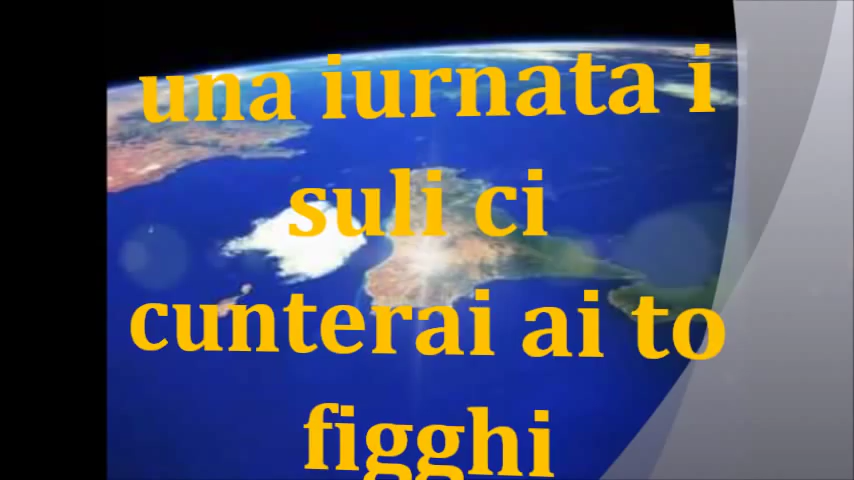 una iurnata i
suli ci
cunterai ai to
figghi